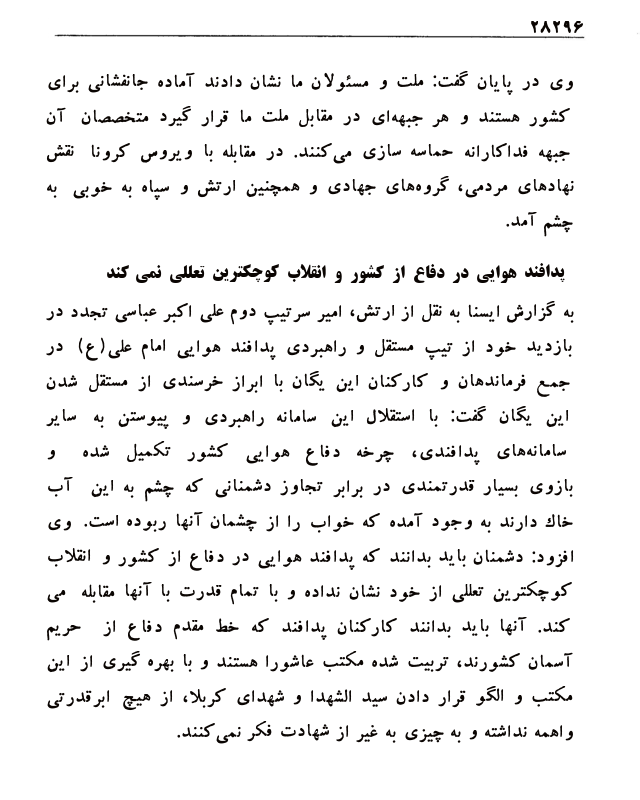 ۲۸۲۹۶
وی در پایان گفت: ملت و مسئولان ما نشان دادند آماده جانفشانی برای
کشور هستند و هر جبهه‌ای در مقابل ملت ما قرار گیرد متخصصان آن
جبهه فداکارانه حماسه سازی می‌کنند. در مقابله با ویروس کرونا نقش
نهادهای مردمی، گروه‌های جهادی و همچنین ارتش و سپاه به خوبی به
چشم آمد.
پدافند هوایی در دفاع از کشور و انقلاب کوچکترین تعللی نمی کند
به گزارش ایسنا به نقل از ارتش، امیر سرتیپ دوم علی اکبر عباسی تجدد در
بازدید خود از تیپ مستقل و راهبردی پدافند هوایی امام علی(ع) در
جمع فرماندهان و کارکنان این یگان با ابراز خرسندی از مستقل شدن
این یگان گفت: با استقلال این سامانه راهبردی و پیوستن به سایر
سامانه‌های پدافندی، چرخه دفاع هوایی کشور تکمیل شده و
بازوی بسیار قدرتمندی در برابر تجاوز دشمنانی که چشم به این آب
خاك دارند به وجود آمده که خواب را از چشمان آنها ربوده است. وی
افزود: دشمنان باید بدانند که پدافند هوایی در دفاع از کشور و انقلاب
کوچکترین تعللی از خود نشان نداده و با تمام قدرت با آنها مقابله می
کند. آنها باید بدانند کارکنان پدافند که خط مقدم دفاع از حریم
آسمان کشورند، تربیت شده مکتب عاشورا هستند و با بهره گیری از این
مکتب و الگو قرار دادن سید الشهدا و شهدای کربلا، از هیچ ابرقدرتی
واهمه نداشته و به چیزی به غیر از شهادت فکر نمی‌کنند.